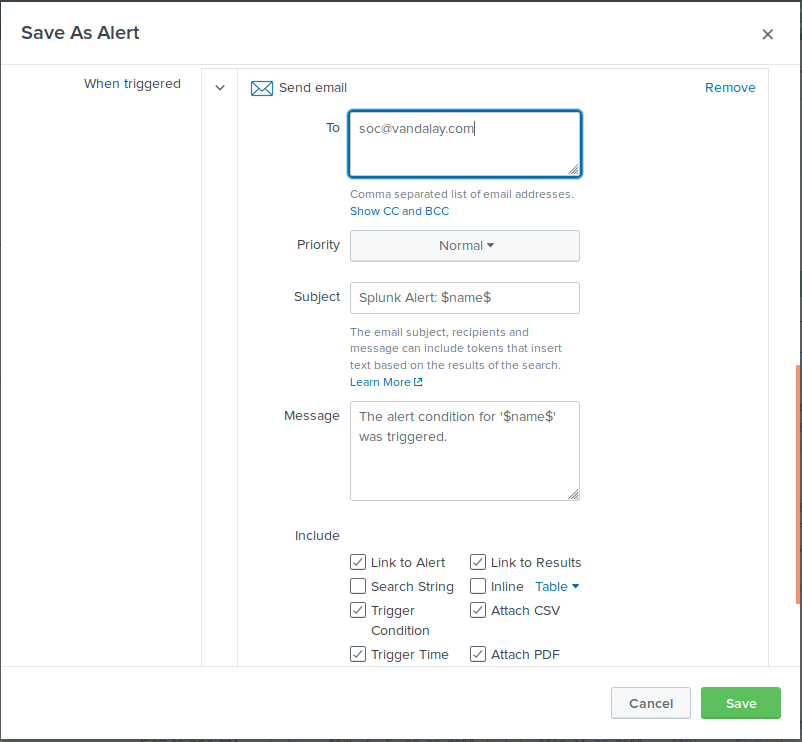 Save As Alert
When triggered
Send email
Remove
To
soc@vandalay.com
Comma separated list of email addresses.
Show CC and BCC
Priority
Normal
Subject
Splunk Alert: $name$
The email subject, recipients and
message can include tokens that insert
text based on the results of the search.
Learn More
Message
The alert condition for '$name$'
was triggered.
Include
Link to Alert
Link to Results
Search String
Inline Table
Trigger
Condition
Attach CSV
Trigger Time
Attach PDF
Cancel
Save